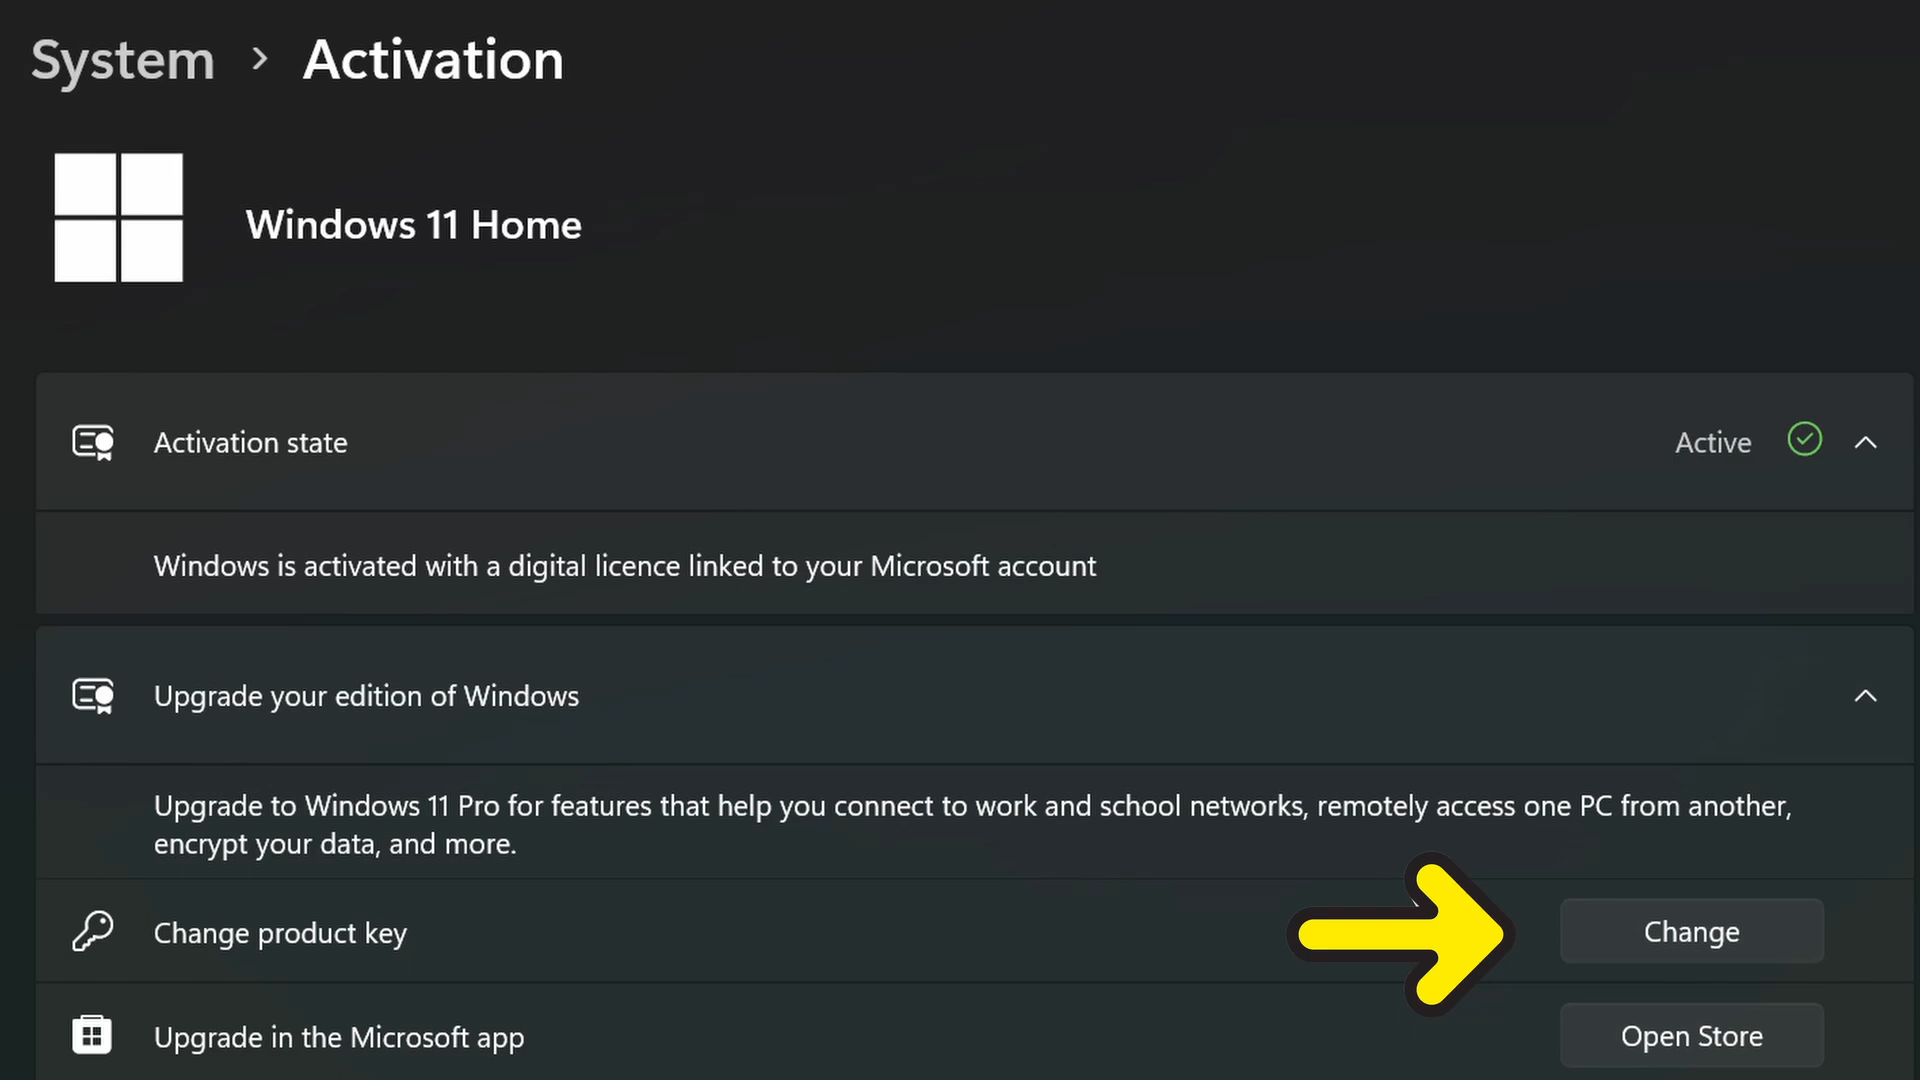 System > Activation
Windows 11 Home
Activation state
Active
Windows is activated with a digital licence linked to your Microsoft account
Upgrade your edition of Windows
Upgrade to Windows 11 Pro for features that help you connect to work and school networks, remotely access one PC from another,
encrypt your data, and more.
Change product key
Change
Upgrade in the Microsoft app
Open Store